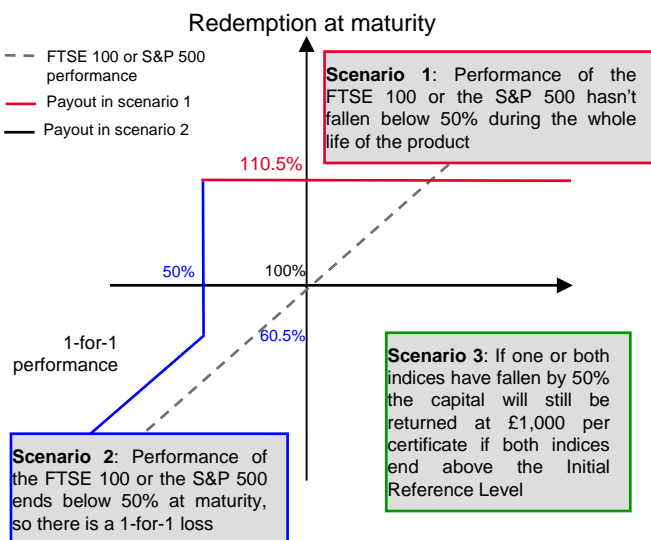 Redemption at maturity
FTSE 100 or S&P 500
performance
Payout in scenario 1
Payout in scenario 2
Scenario 1: Performance of the
FTSE 100 or the S&P 500 hasn't
fallen below 50% during the whole
life of the product
110.5%
50%
100%
60.5%
1-for-1
performance
Scenario 3: If one or both
indices have fallen by 50%
the capital will still be
returned at £1,000 per
certificate if both indices
end above the Initial
Reference Level
Scenario 2: Performance of
the FTSE 100 or the S&P 500
ends below 50% at maturity,
so there is a 1-for-1 loss